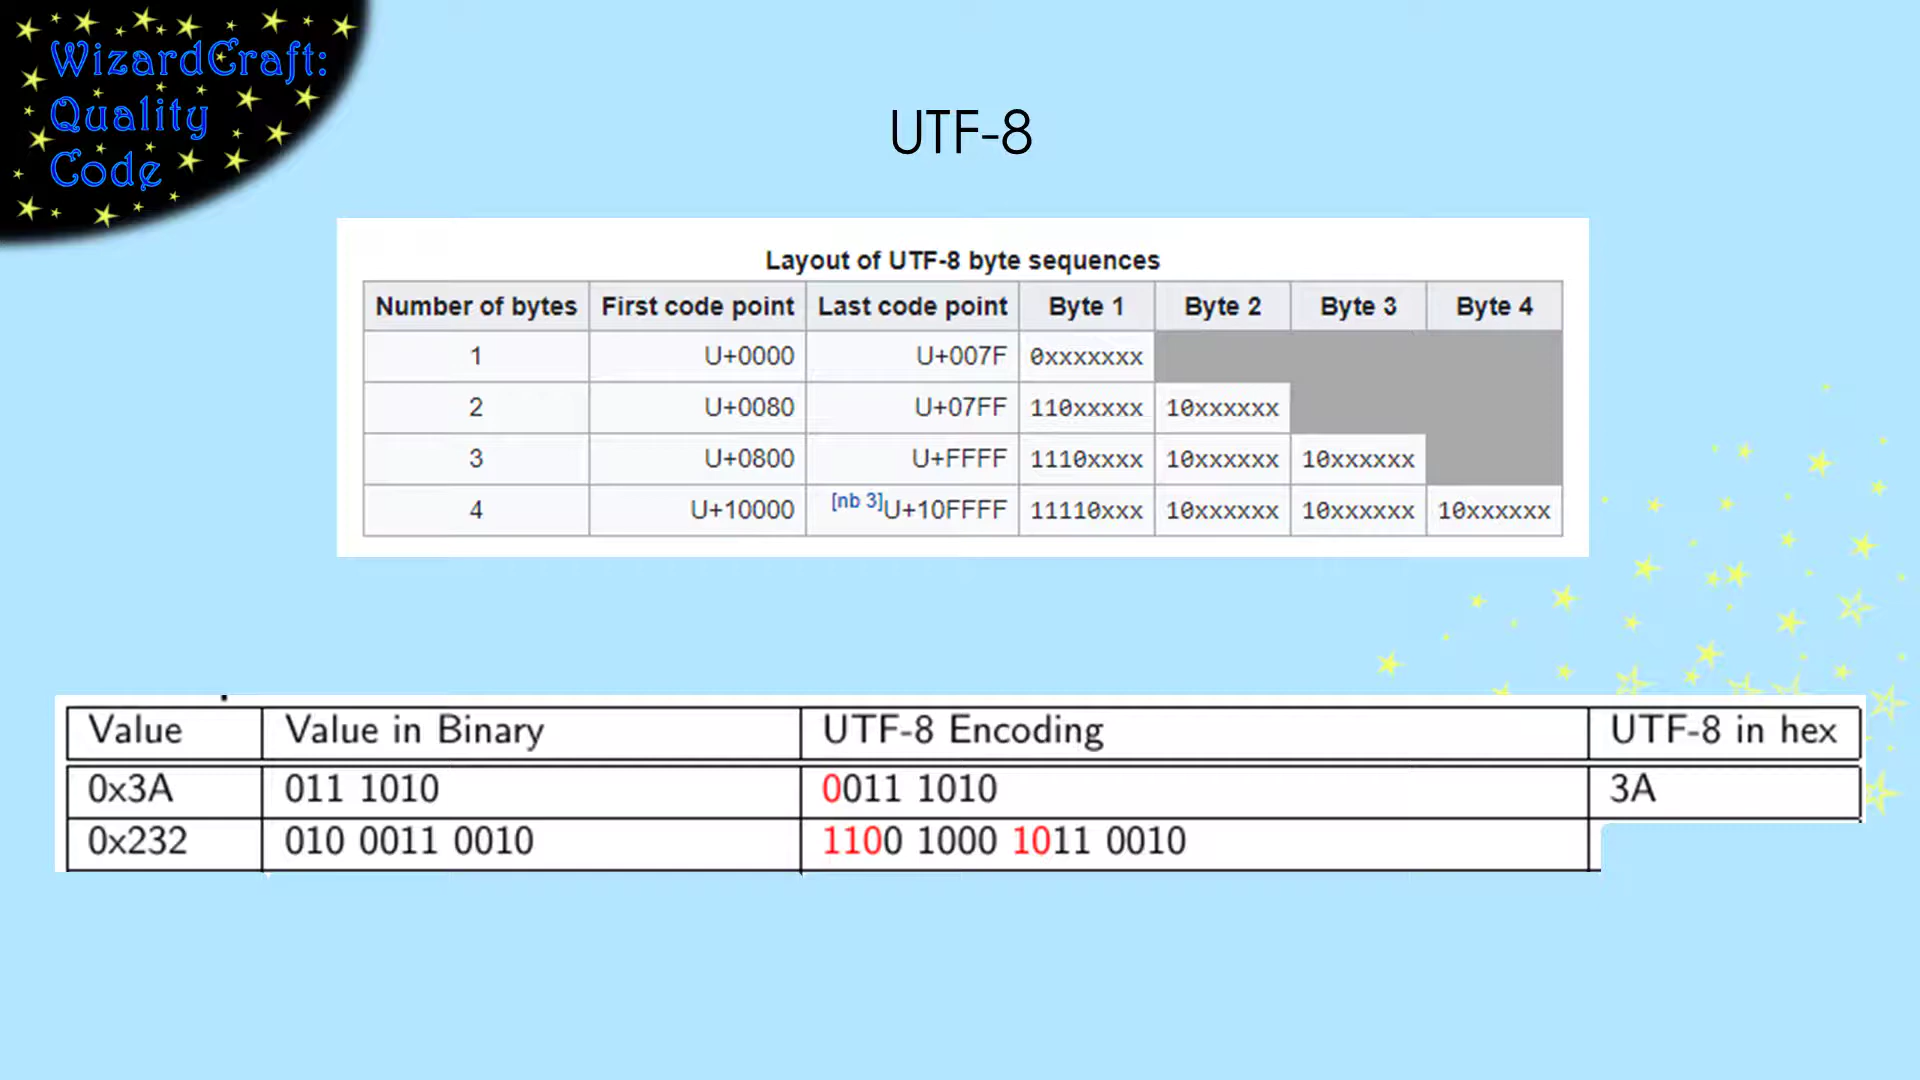 WizardCraft:
Quality
Code
UTF-8
Layout of UTF-8 byte sequences
Number of bytes First code point Last code point Byte 1 Byte 2 Byte 3 Byte 4
1 U+0000 U+007F 0xxxxxxx
2 U+0080 U+07FF 110xxxxx 10xxxxxx
3 U+0800 U+FFFF 1110xxxx 10xxxxxx 10xxxxxx
4 U+10000 [nb 3]U+10FFFF 11110xxx 10xxxxxx 10xxxxxx 10xxxxxx
Value Value in Binary UTF-8 Encoding UTF-8 in hex
0x3A 011 1010 0011 1010 3A
0x232 010 0011 0010 1100 1000 1011 0010